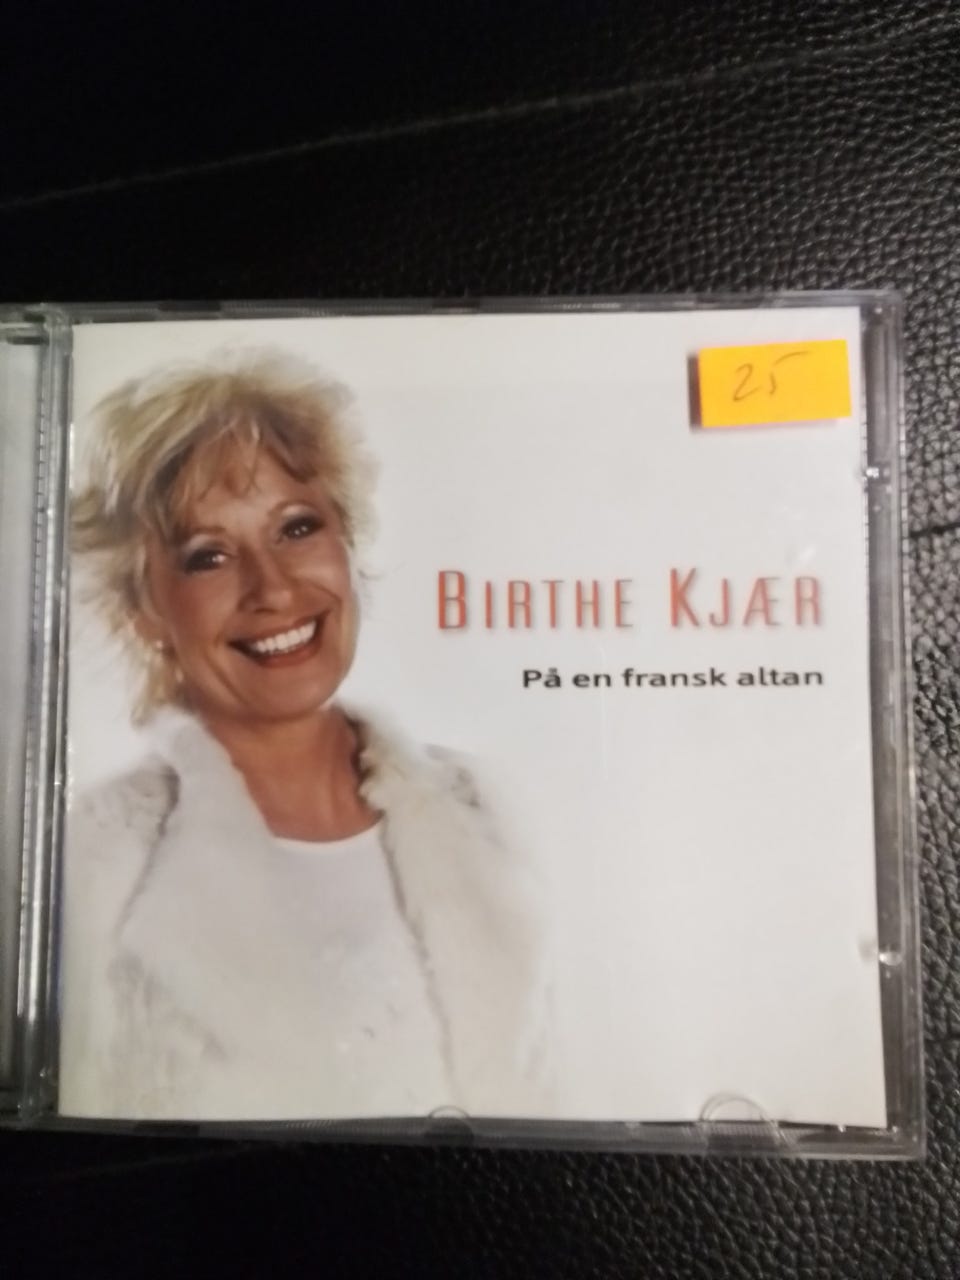 25
BIRTHE KJÆR
På en fransk altan